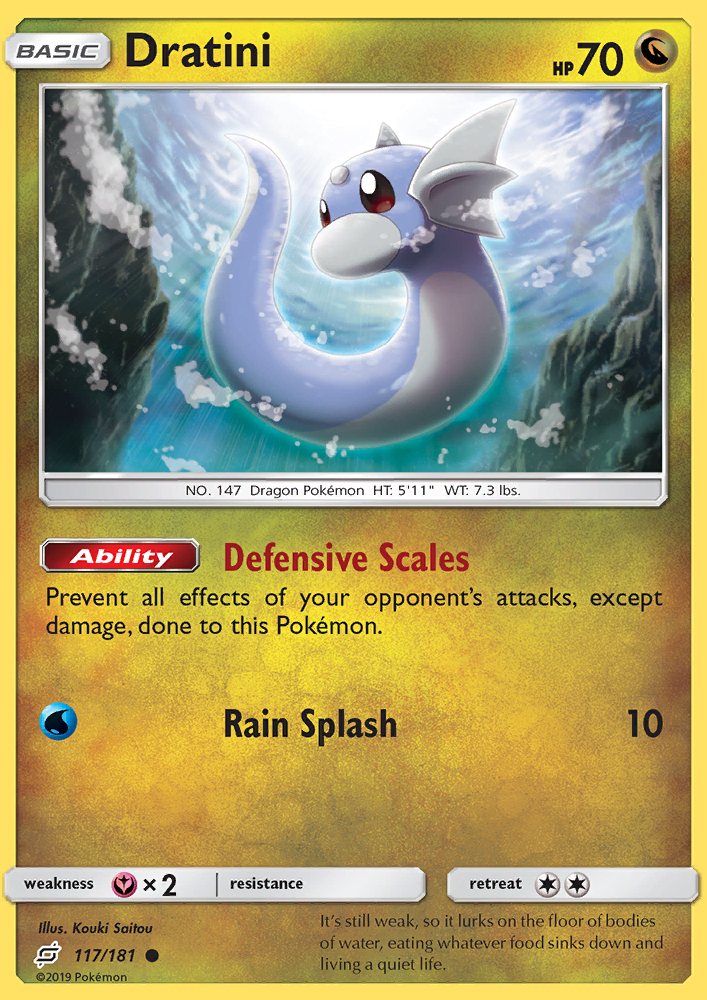 BASIC Dratini HP 70
NO. 147 Dragon Pokémon HT: 5'11" WT: 7.3 lbs.
Ability Defensive Scales
Prevent all effects of your opponent's attacks, except
damage, done to this Pokémon.
Rain Splash 10
weakness × 2 resistance retreat
Illus. Kouki Saitou
117/181
©2019 Pokémon
It's still weak, so it lurks on the floor of bodies
of water, eating whatever food sinks down and
living a quiet life.